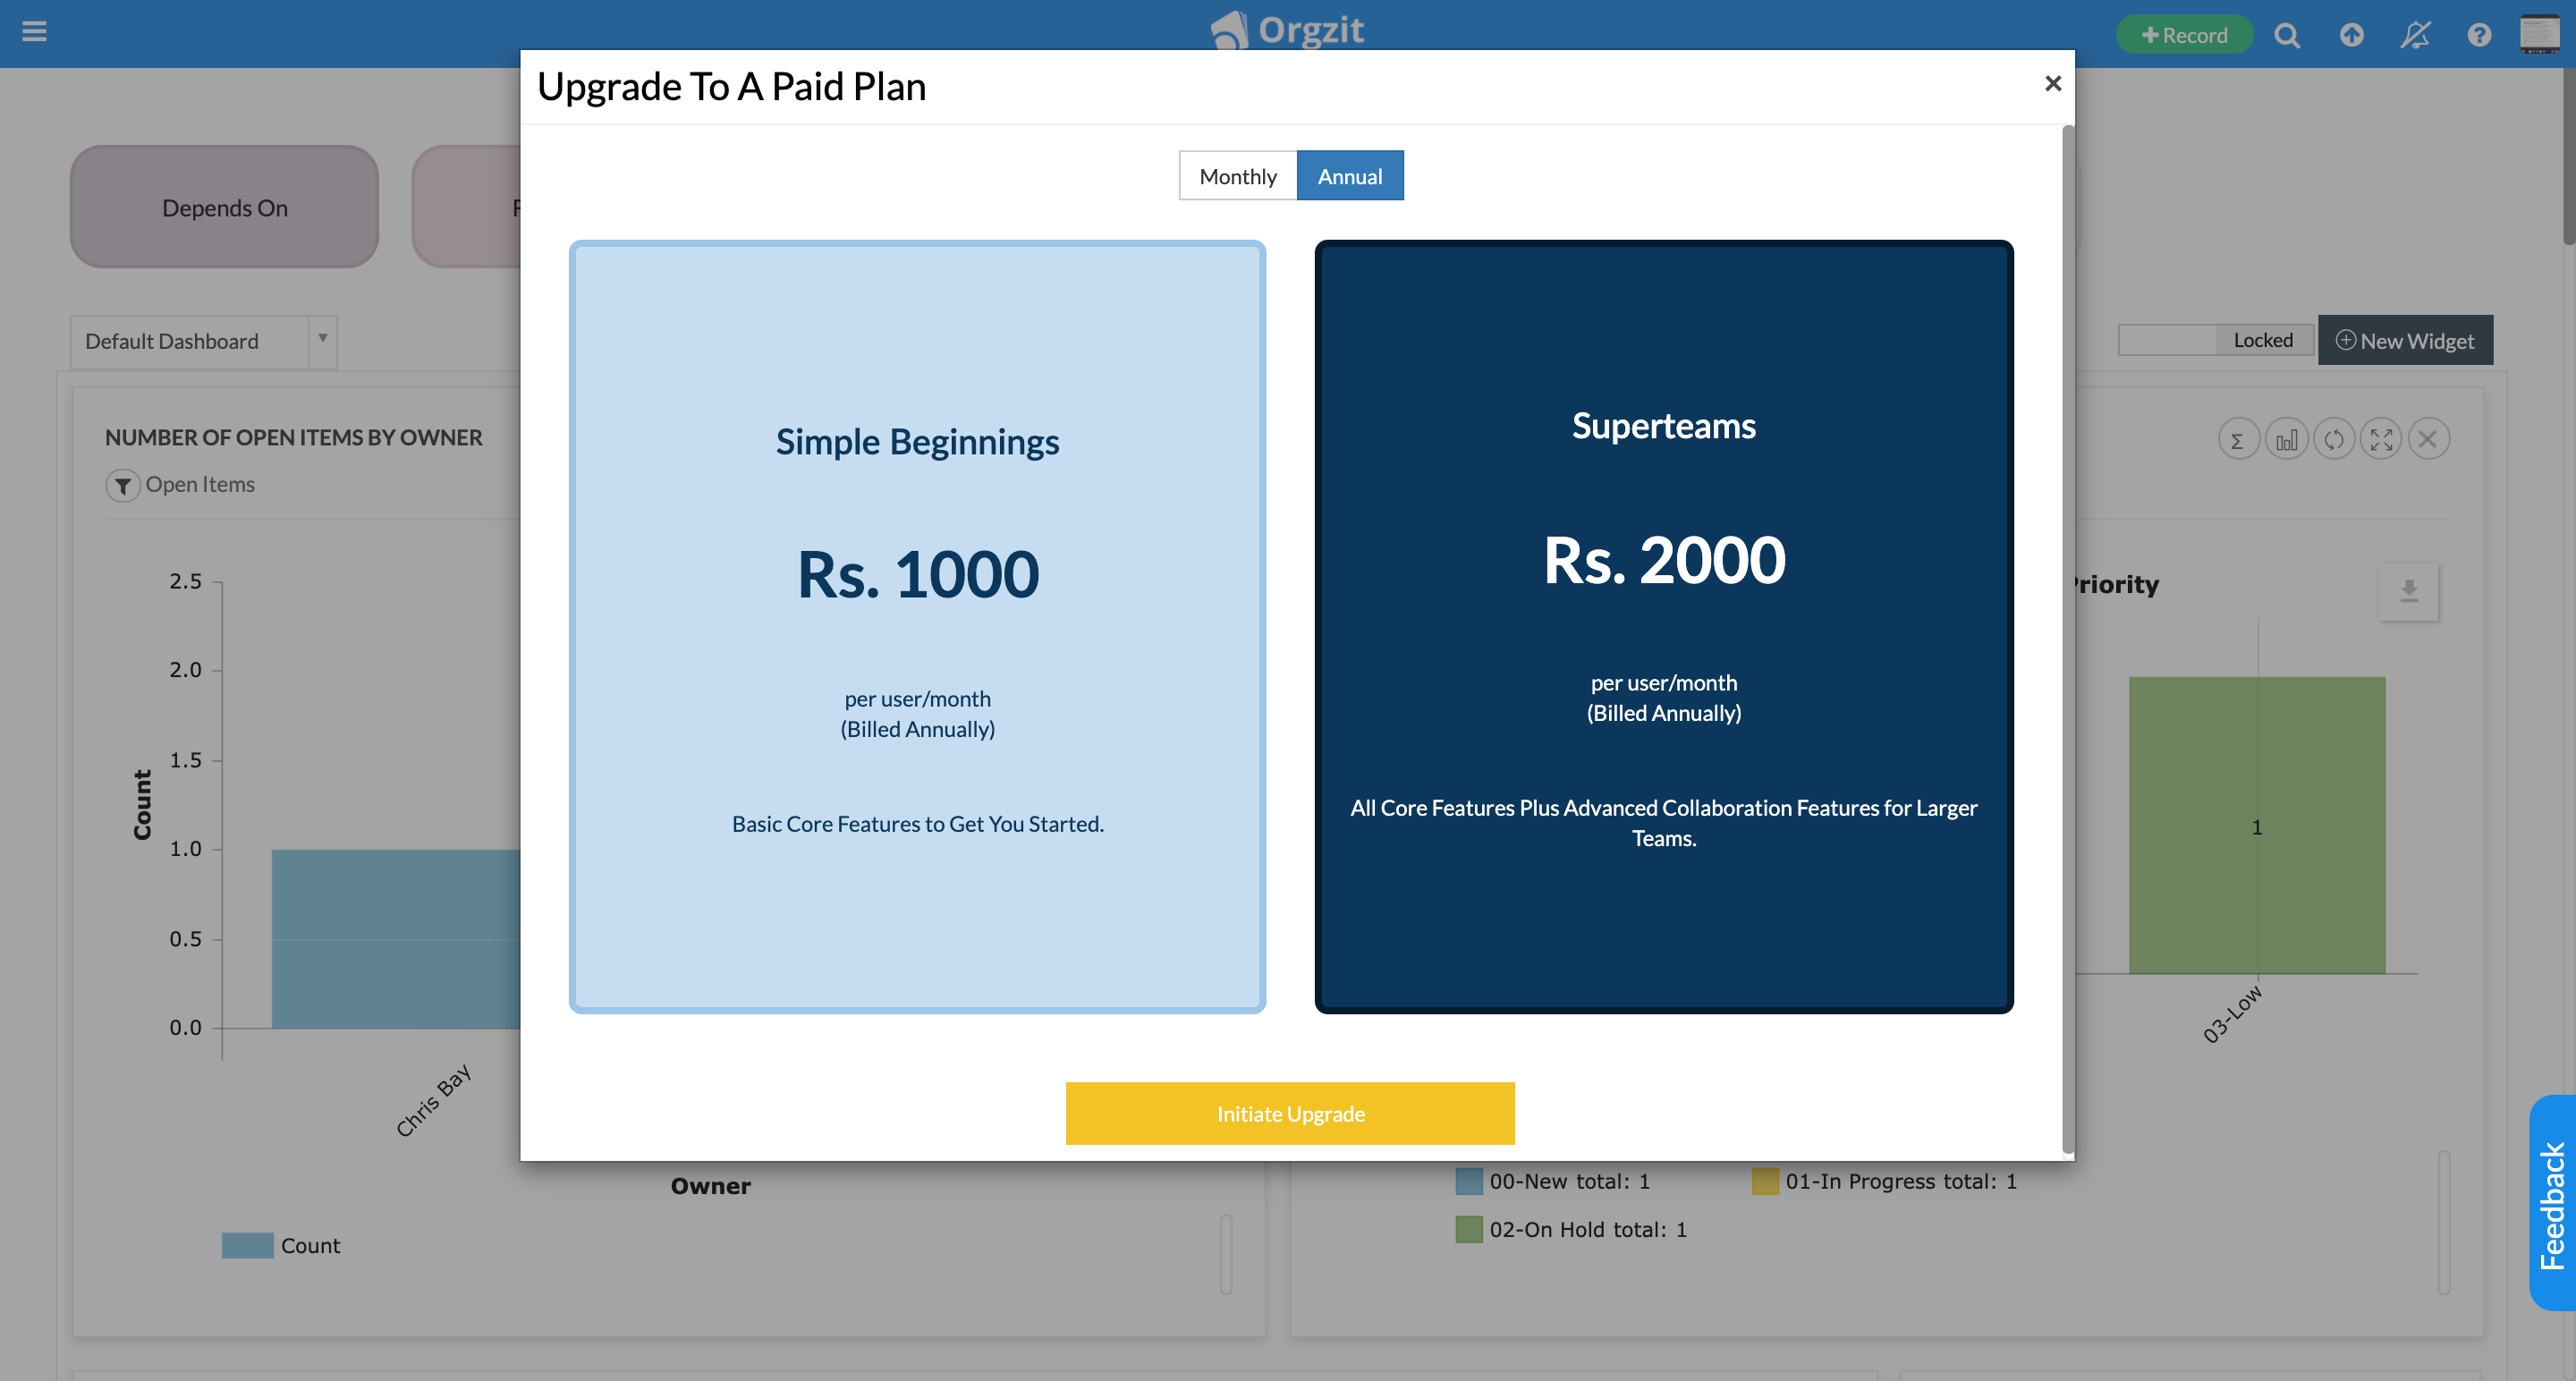 Orgzit
+ Record
Upgrade To A Paid Plan
×
Monthly
Annual
Depends On
Simple Beginnings
Rs. 1000
per user/month
(Billed Annually)
Basic Core Features to Get You Started.
Superteams
Rs. 2000
per user/month
(Billed Annually)
All Core Features Plus Advanced Collaboration Features for Larger
Teams.
Initiate Upgrade
Default Dashboard
Locked
New Widget
NUMBER OF OPEN ITEMS BY OWNER
Open Items
2.5
2.0
1.5
1.0
0.5
0.0
Count
Chris Bay
Owner
Count
Priority
1
03-Low
00-New total: 1
01-In Progress total: 1
02-On Hold total: 1
Feedback